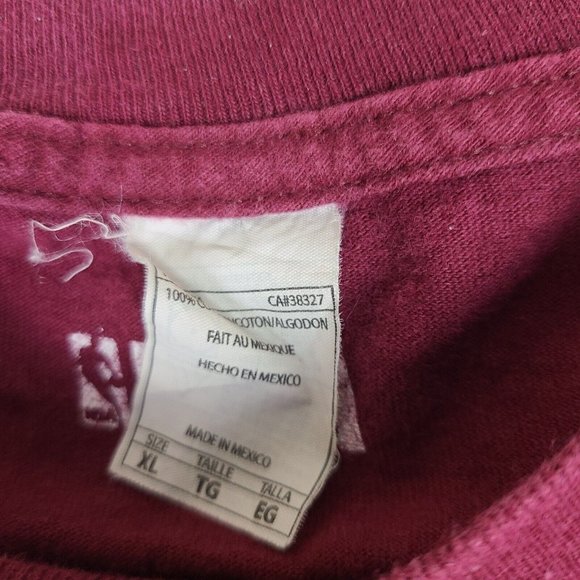 CA#38327
100%
COTON/ALGODON
FAIT AU MEXIQUE
HECHO EN MEXICO
MADE IN MEXICO
SIZE TAILLE TALLA
XL TG EG